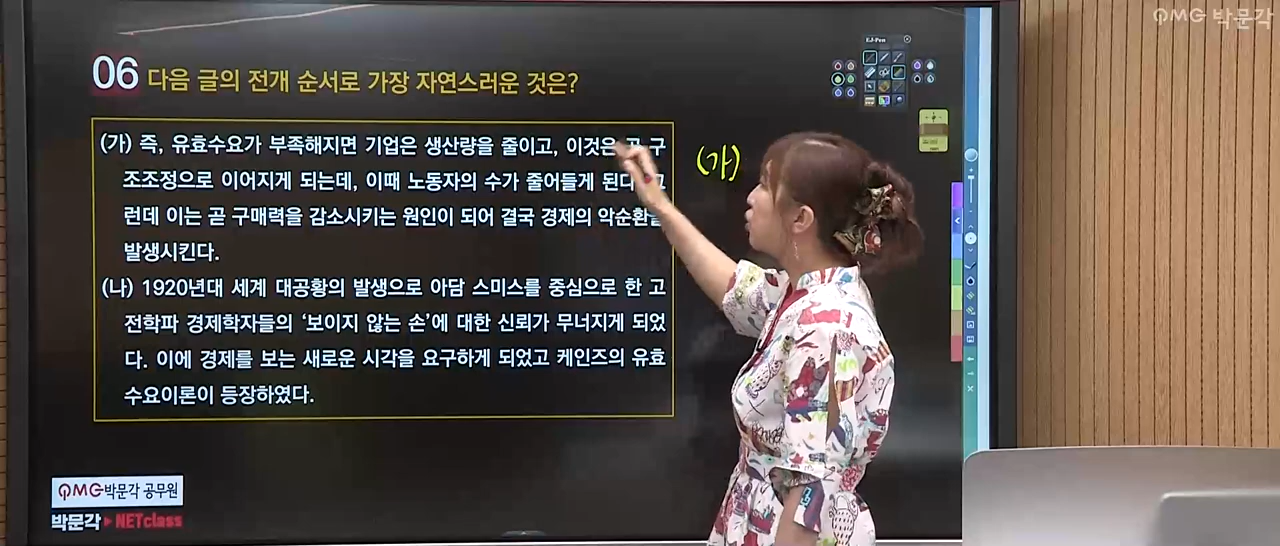 QMG 박문각
EJ-Pen
06 다음 글의 전개 순서로 가장 자연스러운 것은?
(가) 즉, 유효수요가 부족해지면 기업은 생산량을 줄이고, 이것은 구
조조정으로 이어지게 되는데, 이때 노동자의 수가 줄어들게 된다
런데 이는 곧 구매력을 감소시키는 원인이 되어 결국 경제의 악순환을
발생시킨다.
(나) 1920년대 세계 대공황의 발생으로 아담 스미스를 중심으로 한 고
전학파 경제학자들의 ‘보이지 않는 손’에 대한 신뢰가 무너지게 되었
다. 이에 경제를 보는 새로운 시각을 요구하게 되었고 케인즈의 유효
수요이론이 등장하였다.
(가)
QMG박문각 공무원
박문각 NETclass